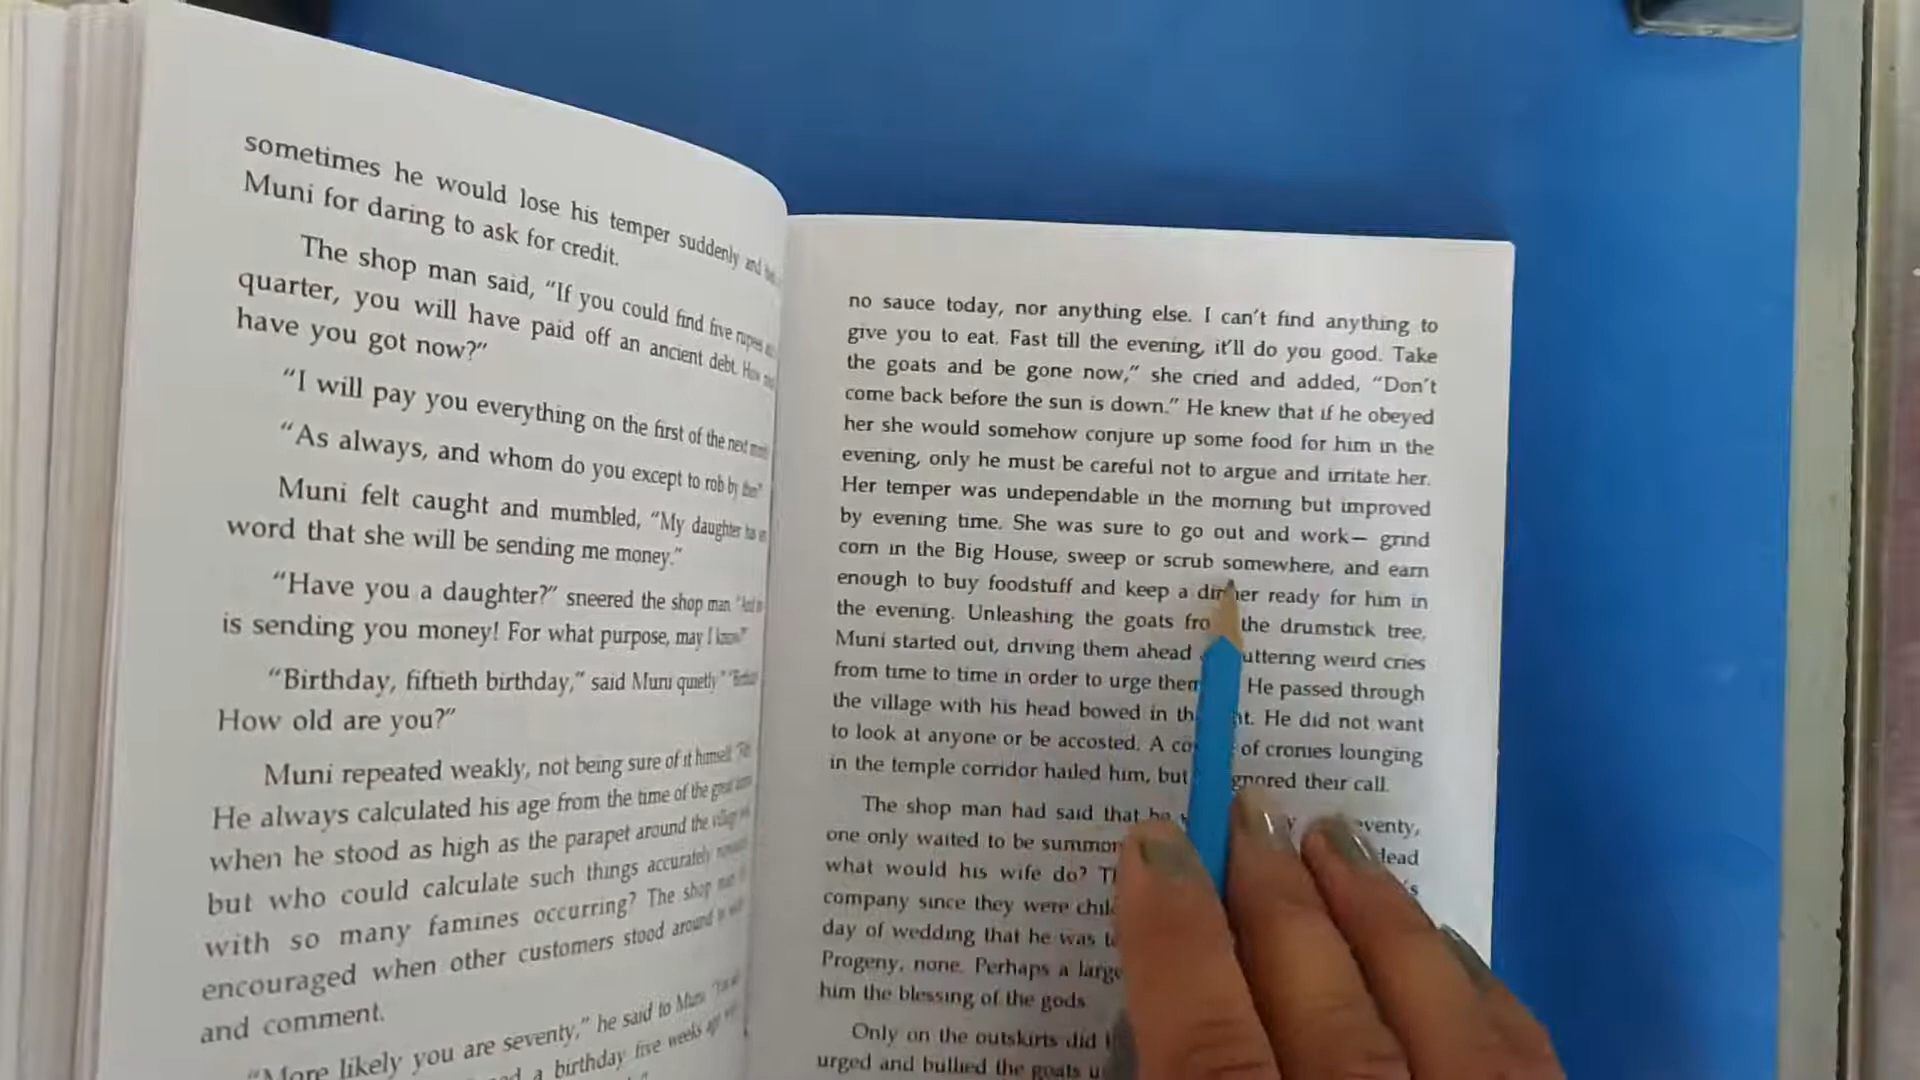 sometimes he would lose his temper suddenly and
Muni for daring to ask for credit.
The shop man said, “If you could find five rupees
quarter, you will have paid off an ancient debt. How
have you got now?”
“I will pay you everything on the first of the next
“As always, and whom do you except to rob by then?”
Muni felt caught and mumbled, “My daughter has
word that she will be sending me money.”
“Have you a daughter?” sneered the shop man.
is sending you money! For what purpose, may I know?”
“Birthday, fiftieth birthday,” said Muni quietly”
How old are you?”
Muni repeated weakly, not being sure of it himself.
He always calculated his age from the time of the great
when he stood as high as the parapet around the village
but who could calculate such things accurately
with so many famines occurring? The shop man
encouraged when other customers stood around
and comment.
“More likely you are seventy,” he said to Muni
a birthday five weeks ago
no sauce today, nor anything else. I can’t find anything to
give you to eat. Fast till the evening, it’ll do you good. Take
the goats and be gone now,” she cried and added, “Don’t
come back before the sun is down.” He knew that if he obeyed
her she would somehow conjure up some food for him in the
evening, only he must be careful not to argue and irritate her.
Her temper was undependable in the morning but improved
by evening time. She was sure to go out and work— grind
corn in the Big House, sweep or scrub somewhere, and earn
enough to buy foodstuff and keep a dinner ready for him in
the evening. Unleashing the goats from the drumstick tree,
Muni started out, driving them ahead uttering weird cries
from time to time in order to urge them He passed through
the village with his head bowed in He did not want
to look at anyone or be accosted. A of cronies lounging
in the temple corridor hailed him, but ignored their call.
The shop man had said that he seventy,
one only waited to be dead
what would his wife do?
company since they were
day of wedding that he was
Progeny, none. Perhaps a large
him the blessing of the gods
Only on the outskirts did
urged and bullied the goats